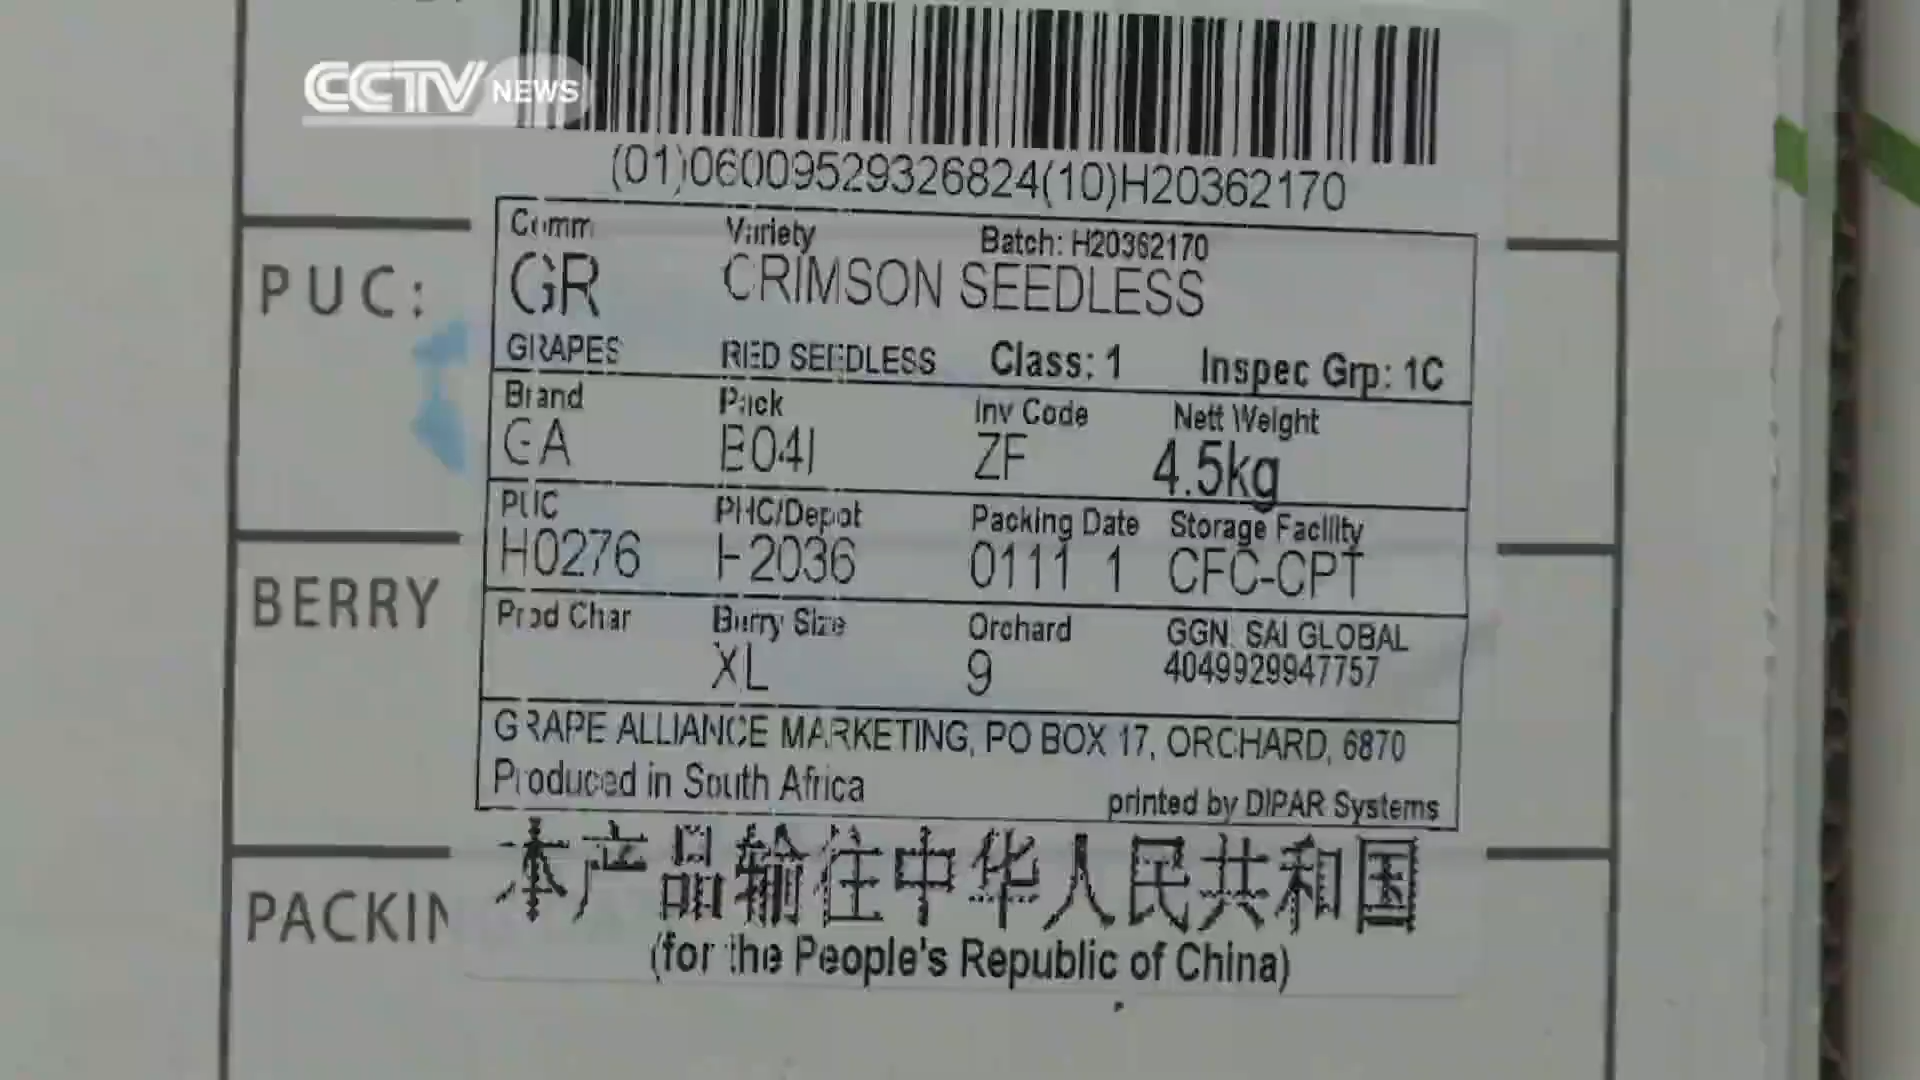 CCTV NEWS
(01)06009529326824(10)H20362170
Comm Variety Batch: H20362170
GR CRIMSON SEEDLESS
GRAPES RED SEEDLESS Class: 1 Inspec Grp: 1C
Brand Pack Inv Code Nett Weight
GA B04I ZF 4.5kg
PUC: PUC PHC/Depot Packing Date Storage Facility
H0276 H2036 0111 1 CFC-CPT
BERRY Prod Char Berry Size Orchard GGN: SAI GLOBAL
XL 9 4049929947757
GRAPE ALLIANCE MARKETING, PO BOX 17, ORCHARD, 6870
Produced in South Africa printed by DIPAR Systems
本产品输往中华人民共和国
PACKIN
(for the People's Republic of China)